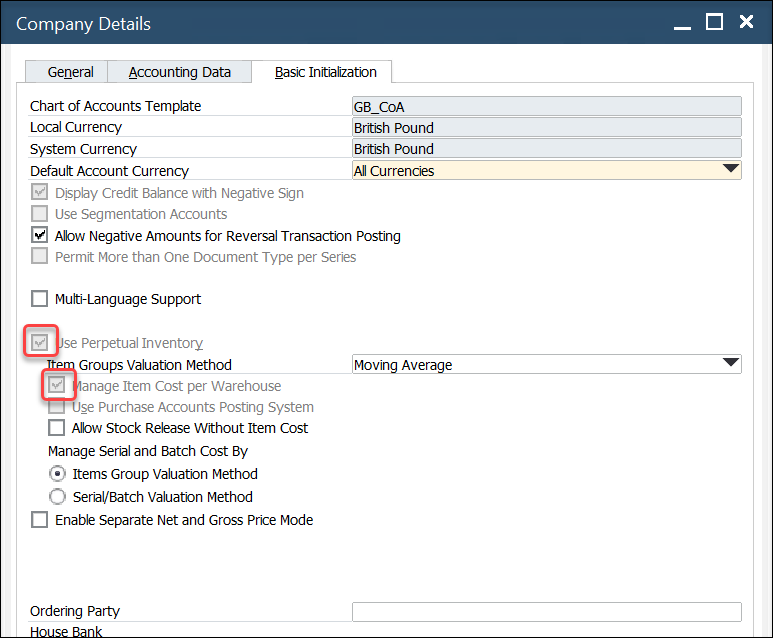 Company Details
General Accounting Data Basic Initialization
Chart of Accounts Template GB_CoA
Local Currency British Pound
System Currency British Pound
Default Account Currency All Currencies
Display Credit Balance with Negative Sign
Use Segmentation Accounts
Allow Negative Amounts for Reversal Transaction Posting
Permit More than One Document Type per Series
Multi-Language Support
Use Perpetual Inventory
Item Groups Valuation Method Moving Average
Manage Item Cost per Warehouse
Use Purchase Accounts Posting System
Allow Stock Release Without Item Cost
Manage Serial and Batch Cost By
Items Group Valuation Method
Serial/Batch Valuation Method
Enable Separate Net and Gross Price Mode
Ordering Party
House Bank